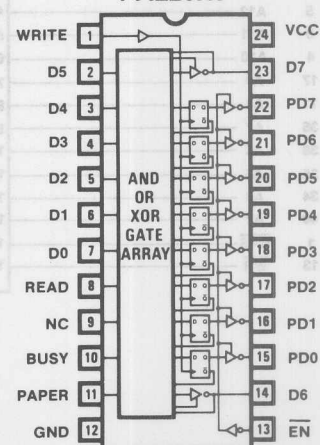 WRITE 1 24 VCC
D5 2 23 D7
D4 3 22 PD7
D3 4 21 PD6
D2 5 20 PD5
D1 6 19 PD4
D0 7 18 PD3
READ 8 17 PD2
NC 9 16 PD1
BUSY 10 15 PD0
PAPER 11 14 D6
GND 12 13 EN
AND
OR
XOR
GATE
ARRAY